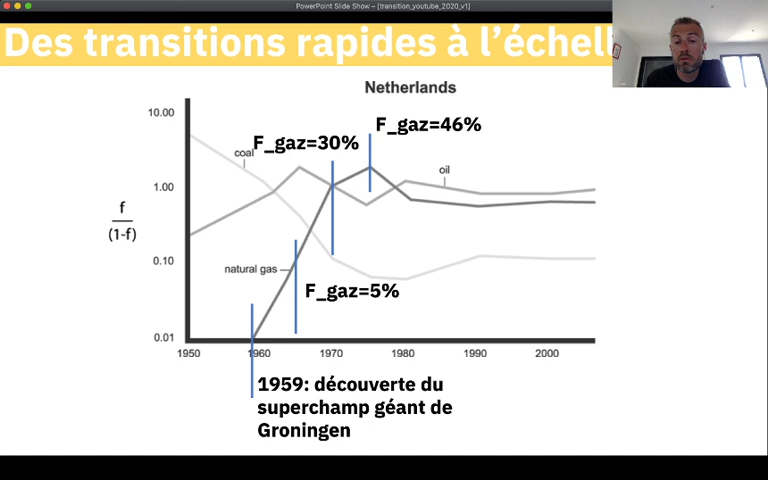 PowerPoint Slide Show – [transition_youtube_2020_v1]
Des transitions rapides à l'échel
Netherlands
10.00
F_gaz=46%
F_gaz=30%
coal
oil
1.00
f
(1-f)
0.10
natural gas
F_gaz=5%
0.01
1950 1960 1970 1980 1990 2000
1959: découverte du
superchamp géant de
Groningen